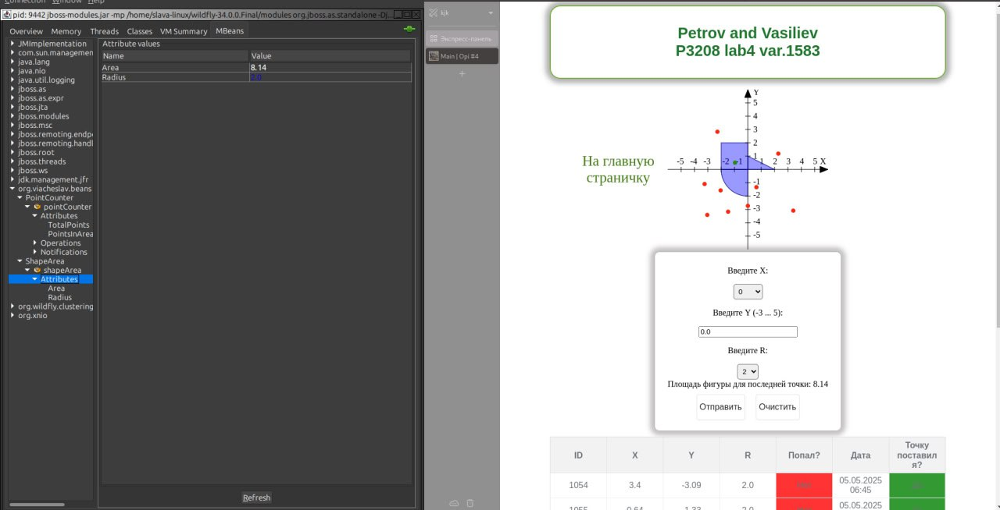 Connection Window Help
pid: 9442 jboss-modules.jar -mp /home/slava-linux/wildfly-34.0.0.Final/modules org.jboss.as.standalone -Dj...
Overview Memory Threads Classes VM Summary MBeans
JMImplementation
com.sun.managemen
java.lang
java.nio
java.util.logging
jboss.as
jboss.as.expr
jboss.jta
jboss.modules
jboss.msc
jboss.remoting.endp
jboss.remoting.handl
jboss.root
jboss.threads
jboss.ws
jdk.management.jfr
org.viacheslav.beans
PointCounter
pointCounter
Attributes
TotalPoints
PointsInArea
Operations
Notifications
ShapeArea
shapeArea
Attributes
Area
Radius
org.wildfly.clustering
org.xnio
Attribute values
Name Value
Area 8.14
Radius 2.0
Refresh
kjk
Экспресс-панель
Main | Opi #4
Petrov and Vasiliev
P3208 lab4 var.1583
На главную
страничку
Y
5
4
3
2
1
-5 -4 -3 -2 -1 1 2 3 4 5 X
-1
-2
-3
-4
-5
Введите X:
0
Введите Y (-3 ... 5):
0.0
Введите R:
2
Площадь фигуры для последней точки: 8.14
Отправить Очистить
ID X Y R Попал? Дата Точку
поставил
я?
1054 3.4 -3.09 2.0 05.05.2025
06:45
1055 0.64 -1.33 2.0 05.05.2025